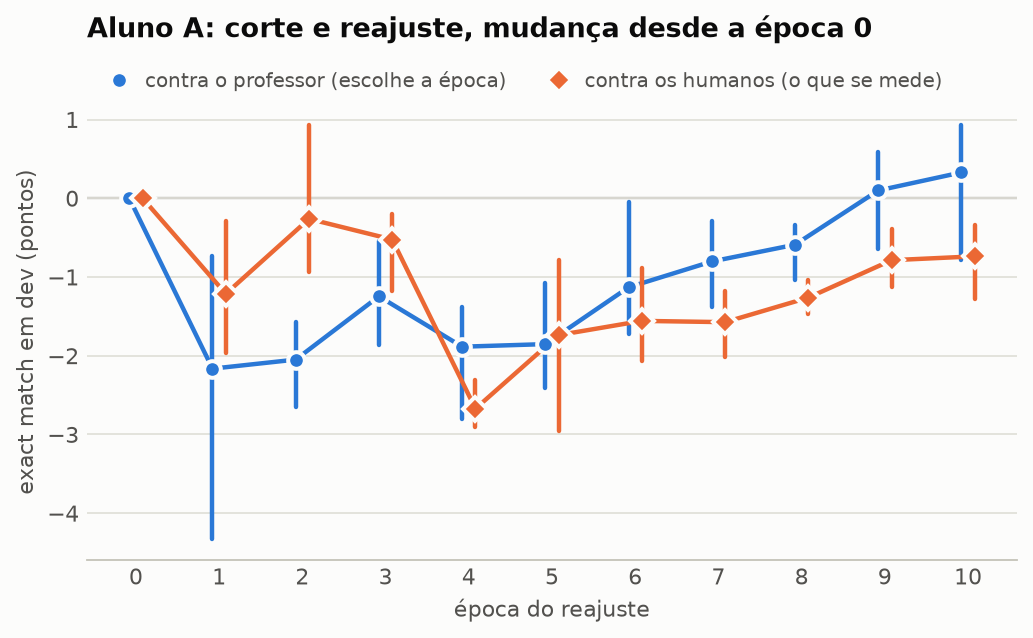 Aluno A: corte e reajuste, mudança desde a época 0
contra o professor (escolhe a época)
contra os humanos (o que se mede)
exact match em dev (pontos)
1
0
−1
−2
−3
−4
0 1 2 3 4 5 6 7 8 9 10
época do reajuste